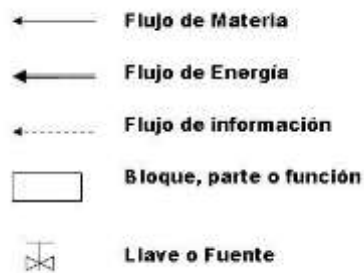 Flujo de Materia
Flujo de Energía
Flujo de información
Bloque, parte o función
Llave o Fuente